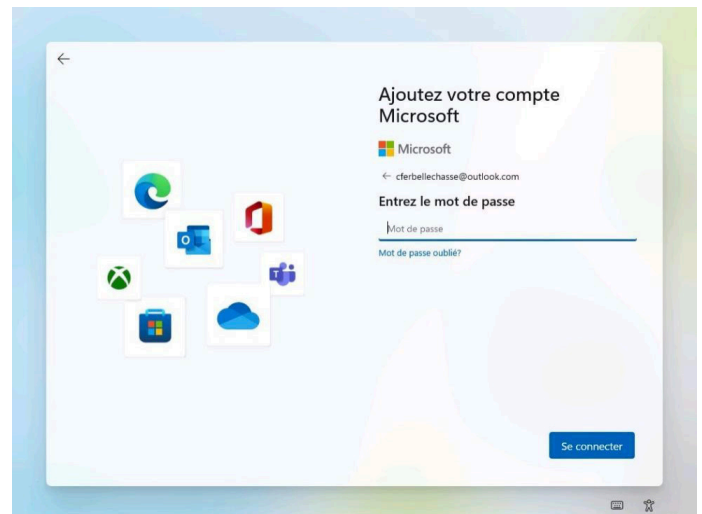 Ajoutez votre compte
Microsoft
Microsoft
cferbellechasse@outlook.com
Entrez le mot de passe
Mot de passe
Mot de passe oublié?
Se connecter